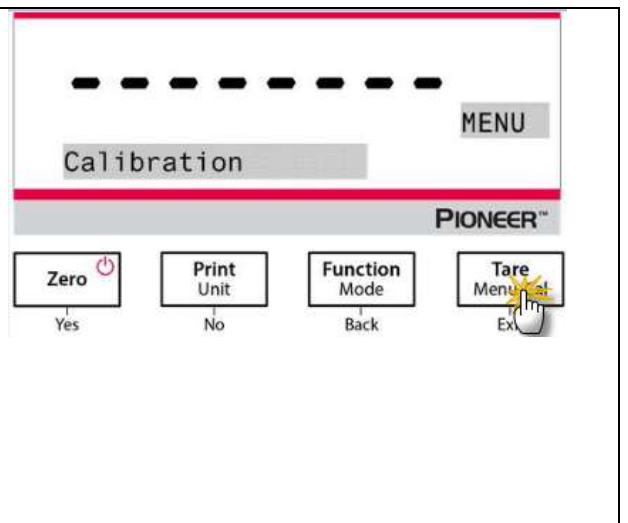 MENU
Calibration
PIONEER™
Zero
Print
Unit
Function
Mode
Tare
Yes
No
Back